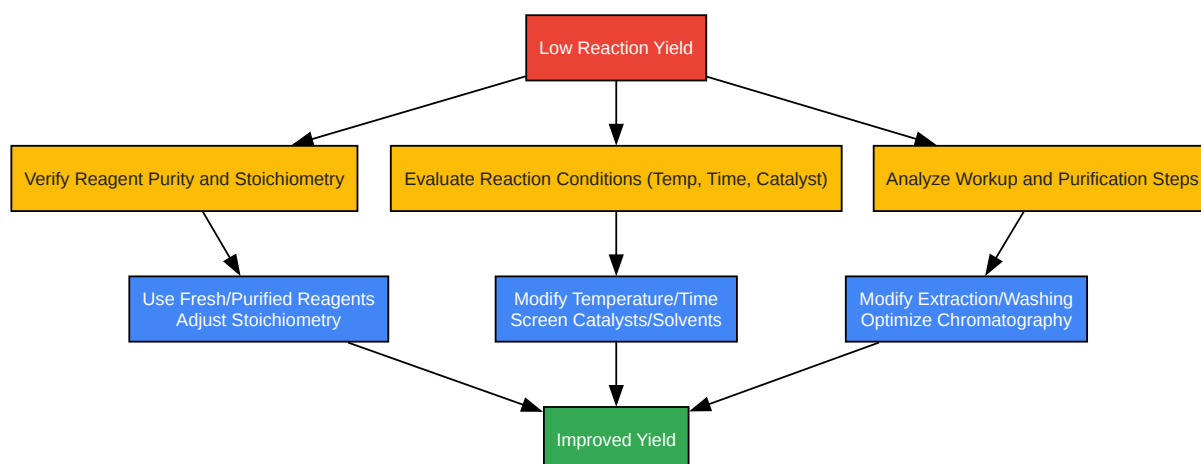 Low Reaction Yield
Verify Reagent Purity and Stoichiometry
Evaluate Reaction Conditions (Temp, Time, Catalyst)
Analyze Workup and Purification Steps
Use Fresh/Purified Reagents
Adjust Stoichiometry
Modify Temperature/Time
Screen Catalysts/Solvents
Modify Extraction/Washing
Optimize Chromatography
Improved Yield